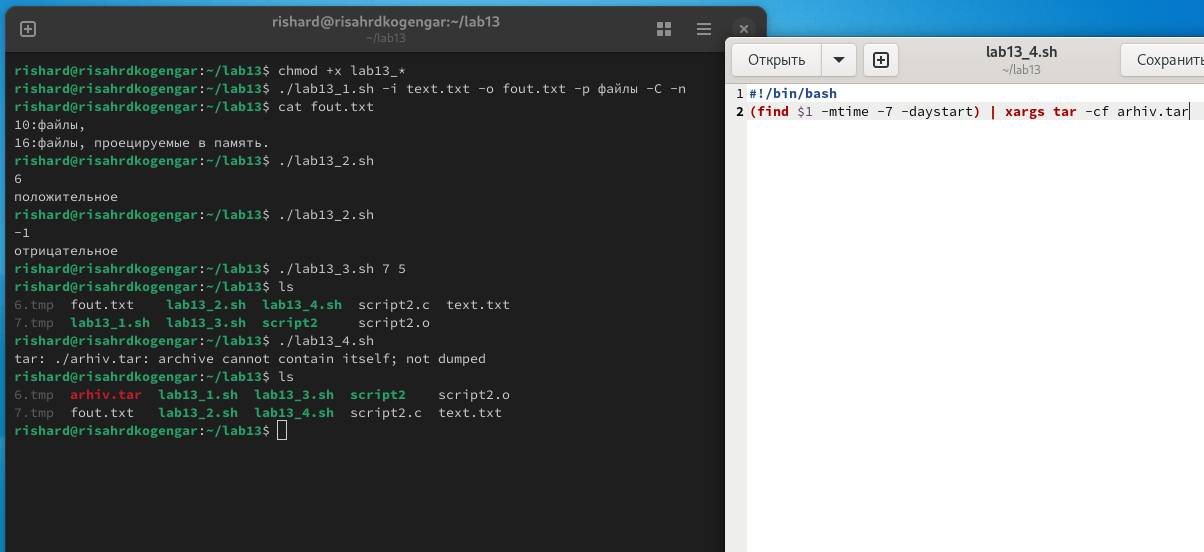 rishard@risahrdkogengar:~/lab13
~/lab13
rishard@risahrdkogengar:~/lab13$ chmod +x lab13_*
rishard@risahrdkogengar:~/lab13$ ./lab13_1.sh -i text.txt -o fout.txt -p файлы -C -n
rishard@risahrdkogengar:~/lab13$ cat fout.txt
10:файлы,
16:файлы, проецируемые в память.
rishard@risahrdkogengar:~/lab13$ ./lab13_2.sh
6
положительное
rishard@risahrdkogengar:~/lab13$ ./lab13_2.sh
-1
отрицательное
rishard@risahrdkogengar:~/lab13$ ./lab13_3.sh 7 5
rishard@risahrdkogengar:~/lab13$ ls
6.tmp  fout.txt    lab13_2.sh  lab13_4.sh  script2.c  text.txt
7.tmp  lab13_1.sh  lab13_3.sh  script2     script2.o
rishard@risahrdkogengar:~/lab13$ ./lab13_4.sh
tar: ./arhiv.tar: archive cannot contain itself; not dumped
rishard@risahrdkogengar:~/lab13$ ls
6.tmp  arhiv.tar  lab13_1.sh  lab13_3.sh  script2    script2.o
7.tmp  fout.txt   lab13_2.sh  lab13_4.sh  script2.c  text.txt
rishard@risahrdkogengar:~/lab13$
Открыть
lab13_4.sh
~/lab13
Сохранить
1 #!/bin/bash
2 (find $1 -mtime -7 -daystart) | xargs tar -cf arhiv.tar